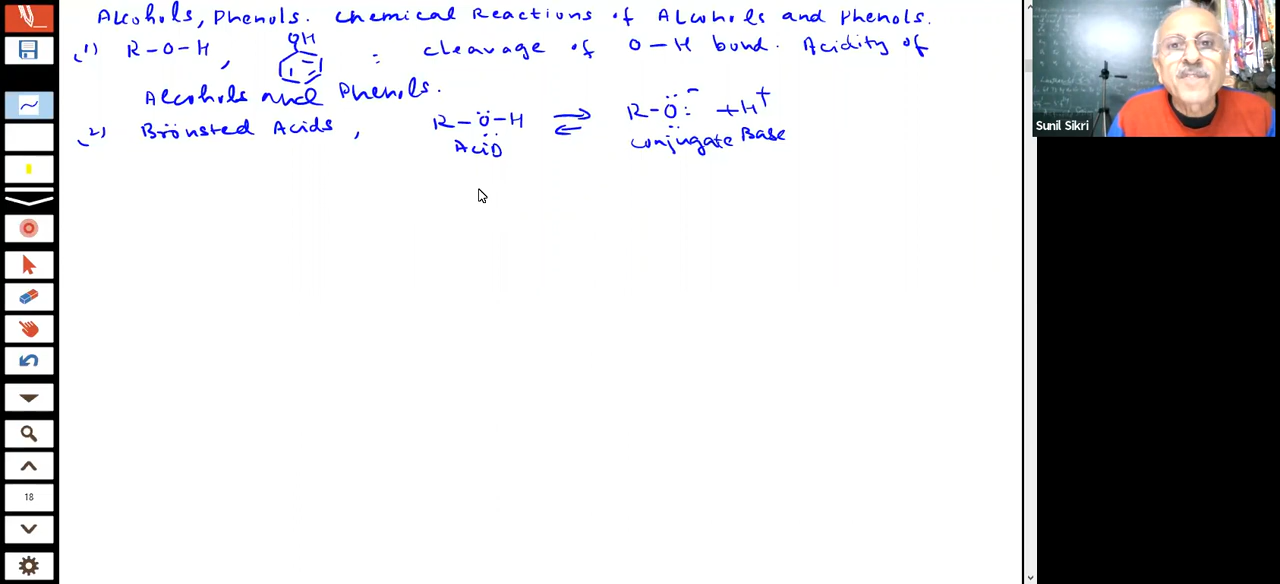 Alcohols, Phenols. Chemical Reactions of Alcohols and Phenols.
(1) R-O-H, OH : cleavage of O-H bond. Acidity of
Alcohols and Phenols.
(2) Brönsted Acids, R-Ö-H ⇌ R-Ö:⁻ + H⁺
Acid Conjugate Base
Sunil Sikri
18